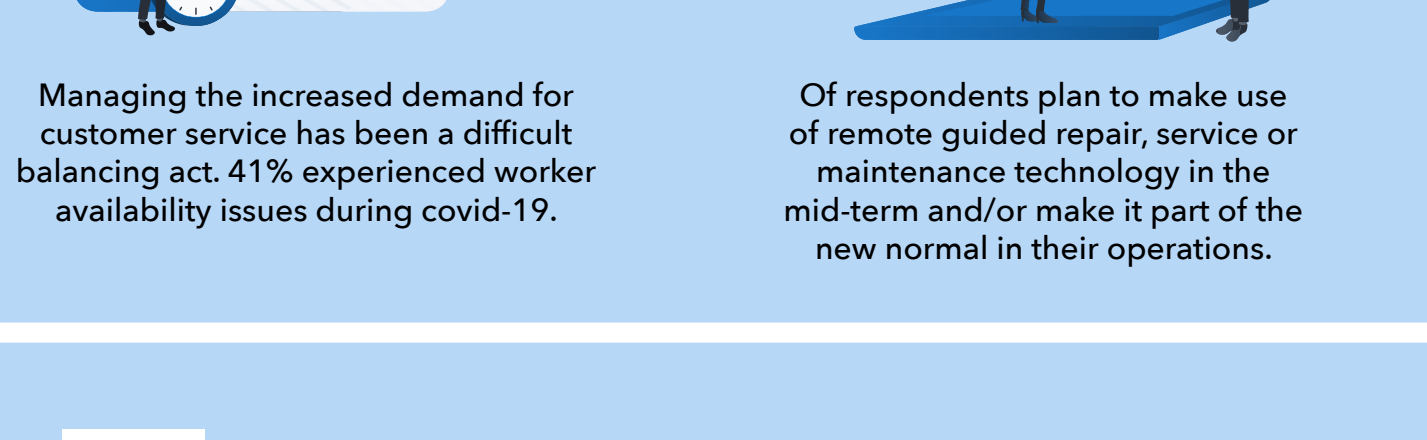 Managing the increased demand for
customer service has been a difficult
balancing act. 41% experienced worker
availability issues during covid-19.
Of respondents plan to make use
of remote guided repair, service or
maintenance technology in the
mid-term and/or make it part of the
new normal in their operations.